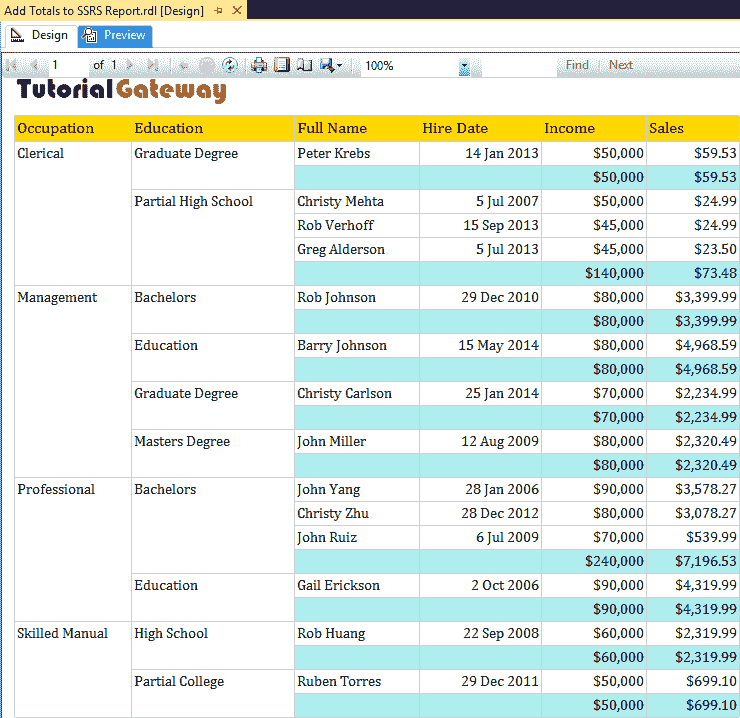 Add Totals to SSRS Report.rdl [Design]
Design Preview
1 of 1 100% Find | Next
Tutorial Gateway
Occupation Education Full Name Hire Date Income Sales
Clerical Graduate Degree Peter Krebs 14 Jan 2013 $50,000 $59.53
$50,000 $59.53
Partial High School Christy Mehta 5 Jul 2007 $50,000 $24.99
Rob Verhoff 15 Sep 2013 $45,000 $24.99
Greg Alderson 5 Jul 2013 $45,000 $23.50
$140,000 $73.48
Management Bachelors Rob Johnson 29 Dec 2010 $80,000 $3,399.99
$80,000 $3,399.99
Education Barry Johnson 15 May 2014 $80,000 $4,968.59
$80,000 $4,968.59
Graduate Degree Christy Carlson 25 Jan 2014 $70,000 $2,234.99
$70,000 $2,234.99
Masters Degree John Miller 12 Aug 2009 $80,000 $2,320.49
$80,000 $2,320.49
Professional Bachelors John Yang 28 Jan 2006 $90,000 $3,578.27
Christy Zhu 28 Dec 2012 $80,000 $3,078.27
John Ruiz 6 Jul 2009 $70,000 $539.99
$240,000 $7,196.53
Education Gail Erickson 2 Oct 2006 $90,000 $4,319.99
$90,000 $4,319.99
Skilled Manual High School Rob Huang 22 Sep 2008 $60,000 $2,319.99
$60,000 $2,319.99
Partial College Ruben Torres 29 Dec 2011 $50,000 $699.10
$50,000 $699.10